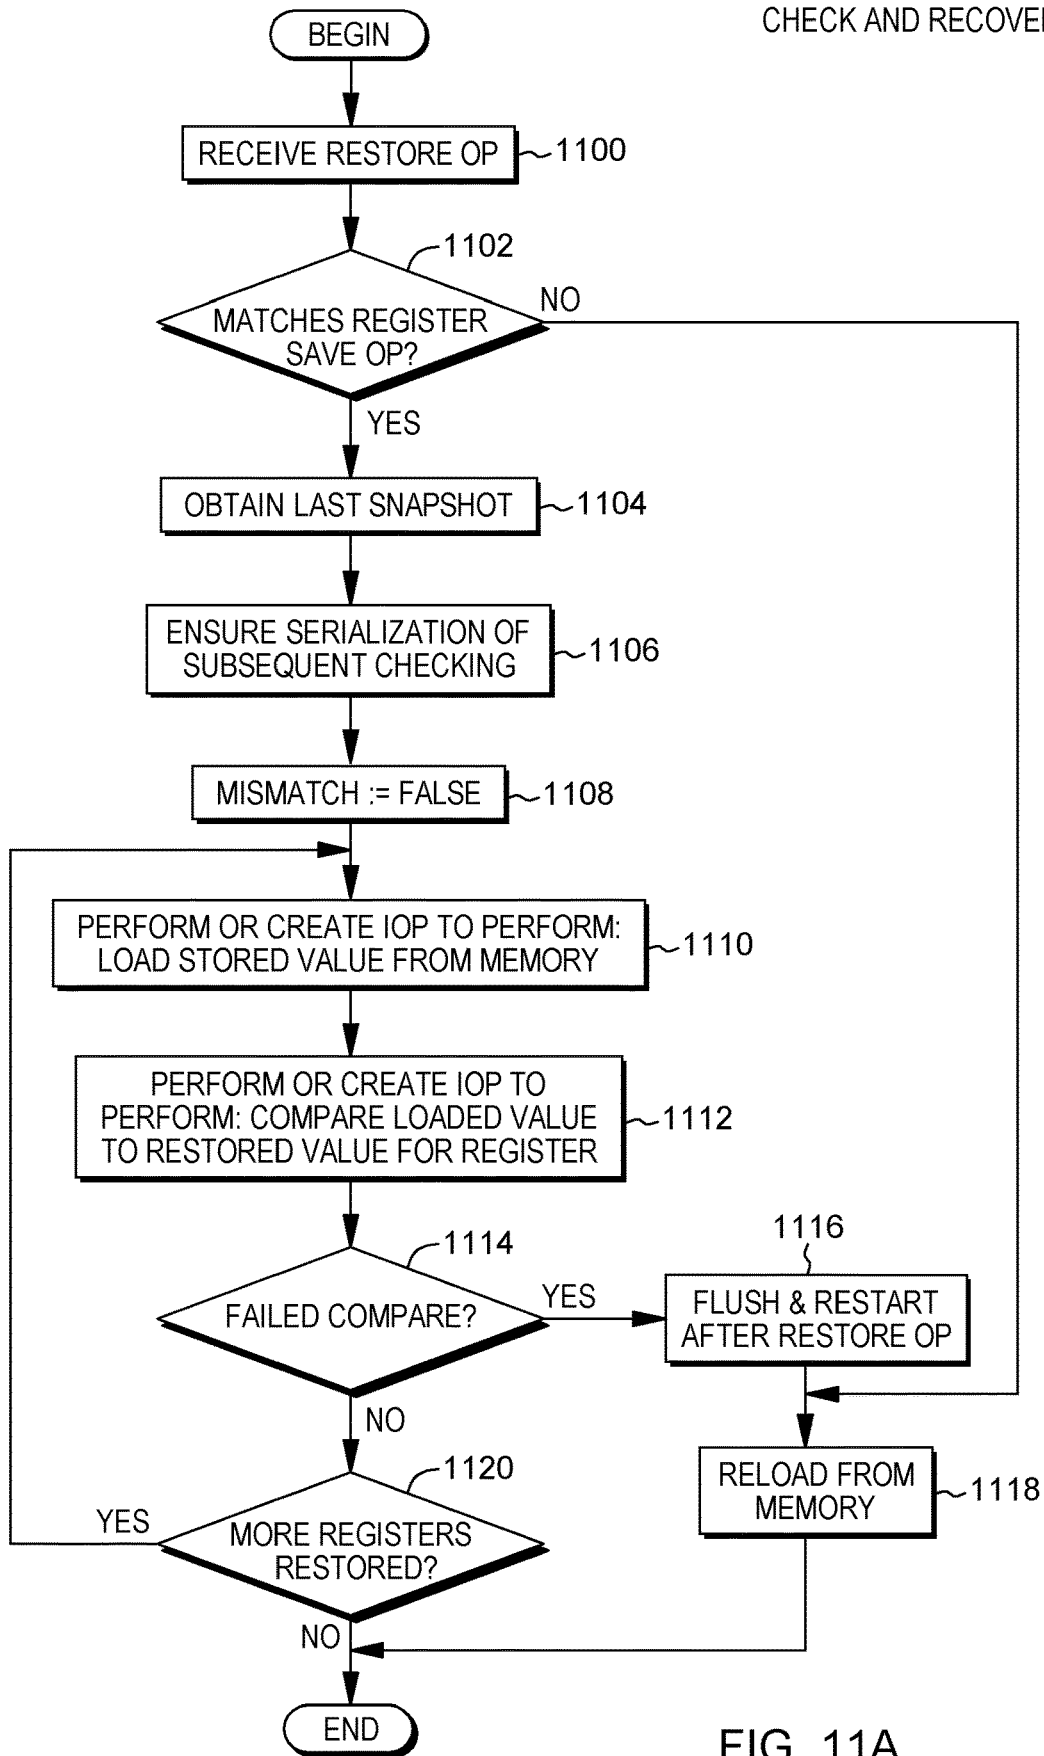 CHECK AND RECOVER
BEGIN
RECEIVE RESTORE OP
1100
1102
MATCHES REGISTER
SAVE OP?
NO
YES
OBTAIN LAST SNAPSHOT
1104
ENSURE SERIALIZATION OF
SUBSEQUENT CHECKING
1106
MISMATCH := FALSE
1108
PERFORM OR CREATE IOP TO PERFORM:
LOAD STORED VALUE FROM MEMORY
1110
PERFORM OR CREATE IOP TO
PERFORM: COMPARE LOADED VALUE
TO RESTORED VALUE FOR REGISTER
1112
1114
FAILED COMPARE?
YES
1116
FLUSH & RESTART
AFTER RESTORE OP
NO
1120
MORE REGISTERS
RESTORED?
YES
RELOAD FROM
MEMORY
1118
NO
END
FIG. 11A